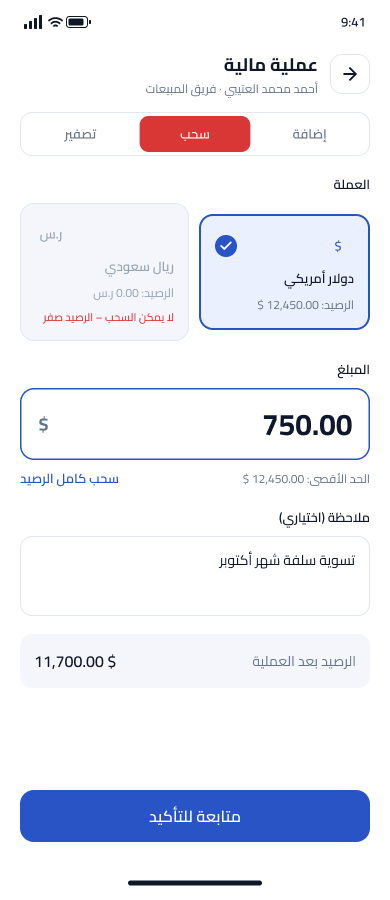 9:41
عملية مالية
أحمد محمد العتيبي · فريق المبيعات
إضافة
سحب
تصفير
العملة
$
دولار أمريكي
الرصيد: 12,450.00 $
ر.س
ريال سعودي
الرصيد: 0.00 ر.س
لا يمكن السحب – الرصيد صفر
المبلغ
750.00 $
الحد الأقصى: 12,450.00 $
سحب كامل الرصيد
ملاحظة (اختياري)
تسوية سلفة شهر أكتوبر
الرصيد بعد العملية
11,700.00 $
متابعة للتأكيد